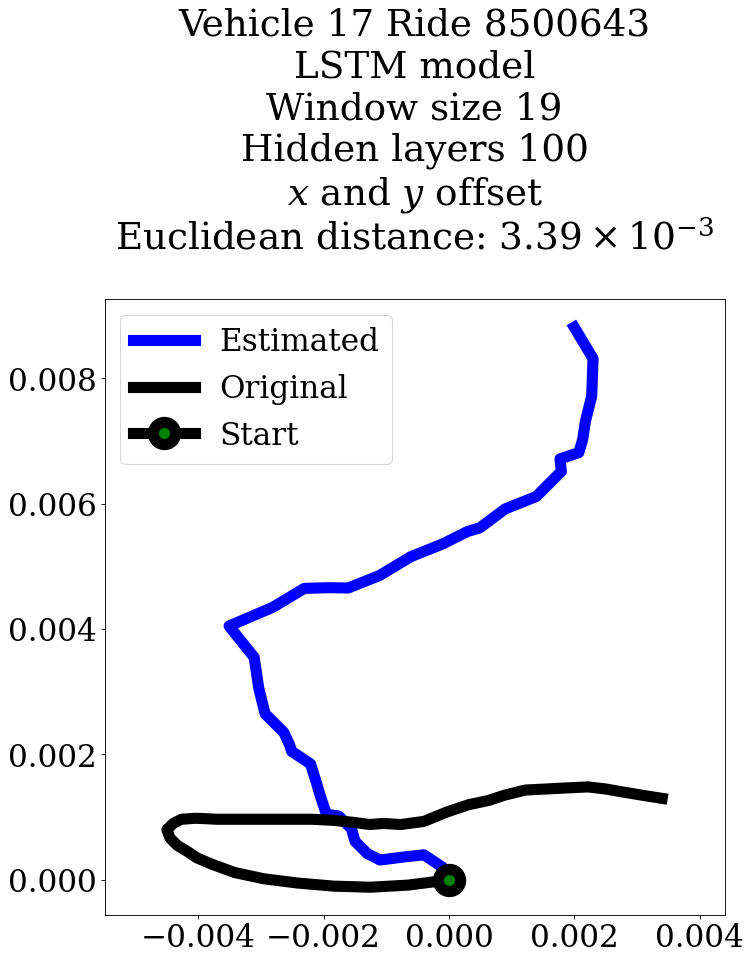 Vehicle 17 Ride 8500643
LSTM model
Window size 19
Hidden layers 100
x and y offset
Euclidean distance: 3.39 × 10⁻³
Estimated
Original
Start
0.008
0.006
0.004
0.002
0.000
−0.004 −0.002 0.000 0.002 0.004